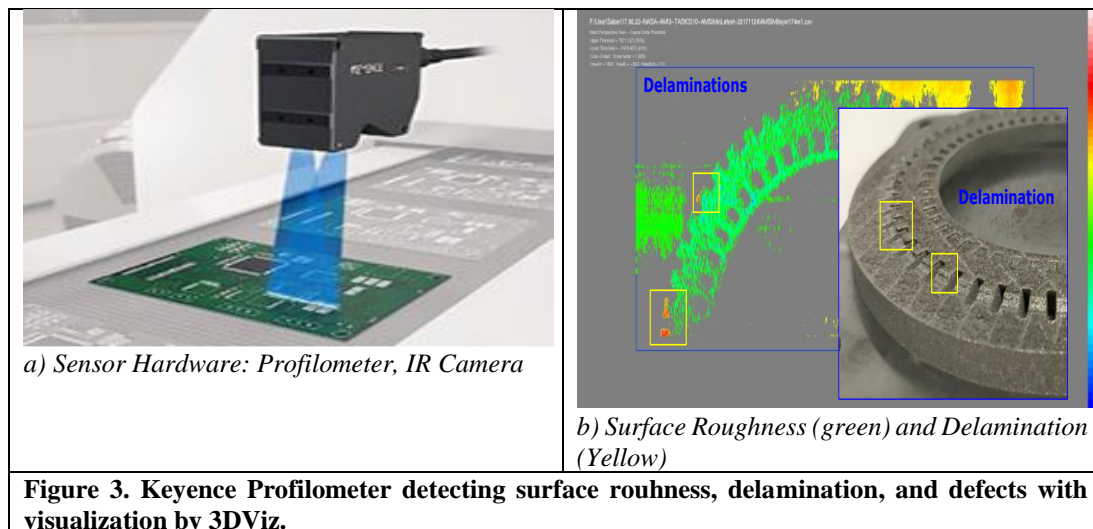 KEYENCE
Delaminations
Delamination
a) Sensor Hardware: Profilometer, IR Camera
b) Surface Roughness (green) and Delamination
(Yellow)
Figure 3. Keyence Profilometer detecting surface rouhness, delamination, and defects with
visualization by 3DViz.